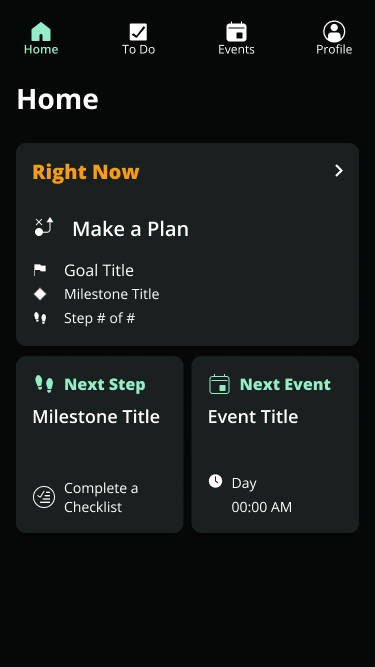 Home
To Do
Events
Profile
Home
Right Now
Make a Plan
Goal Title
Milestone Title
Step # of #
Next Step
Milestone Title
Complete a
Checklist
Next Event
Event Title
Day
00:00 AM